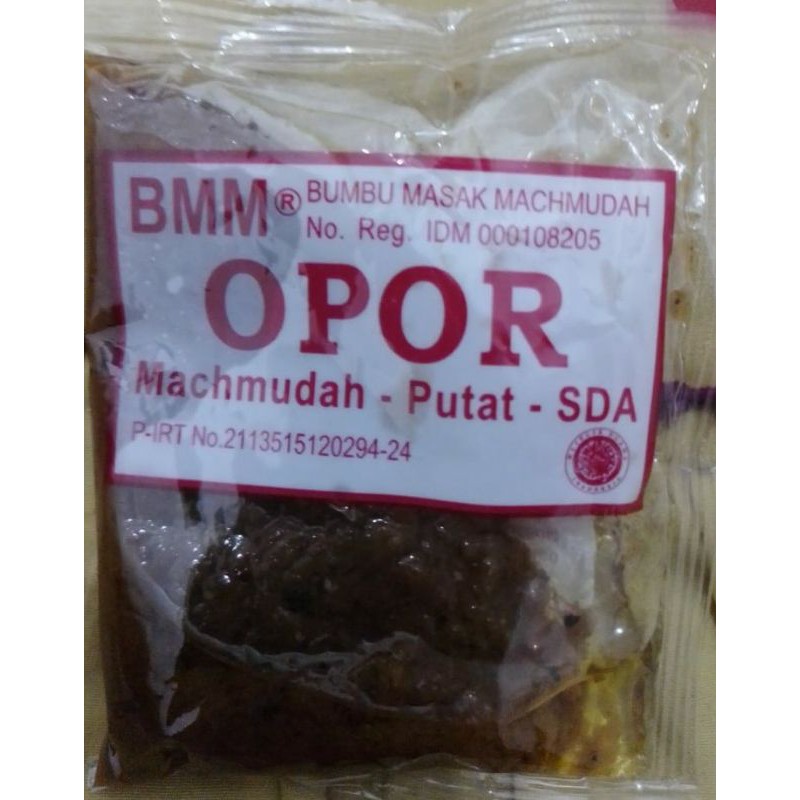 BMM® BUMBU MASAK MACHMUDAH
No. Reg. IDM 000108205
OPOR
Machmudah - Putat - SDA
P-IRT No.2113515120294-24